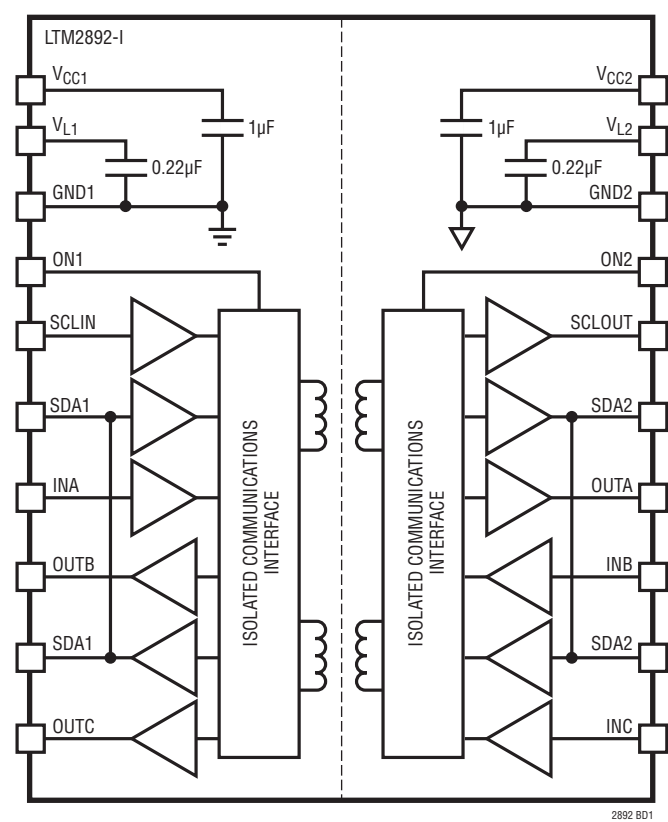 LTM2892-I
VCC1
VCC2
1µF
1µF
VL1
VL2
0.22µF
0.22µF
GND1
GND2
ON1
ON2
SCLIN
SCLOUT
SDA1
SDA2
INA
OUTA
ISOLATED COMMUNICATIONS
INTERFACE
ISOLATED COMMUNICATIONS
INTERFACE
OUTB
INB
SDA1
SDA2
OUTC
INC
2892 BD1